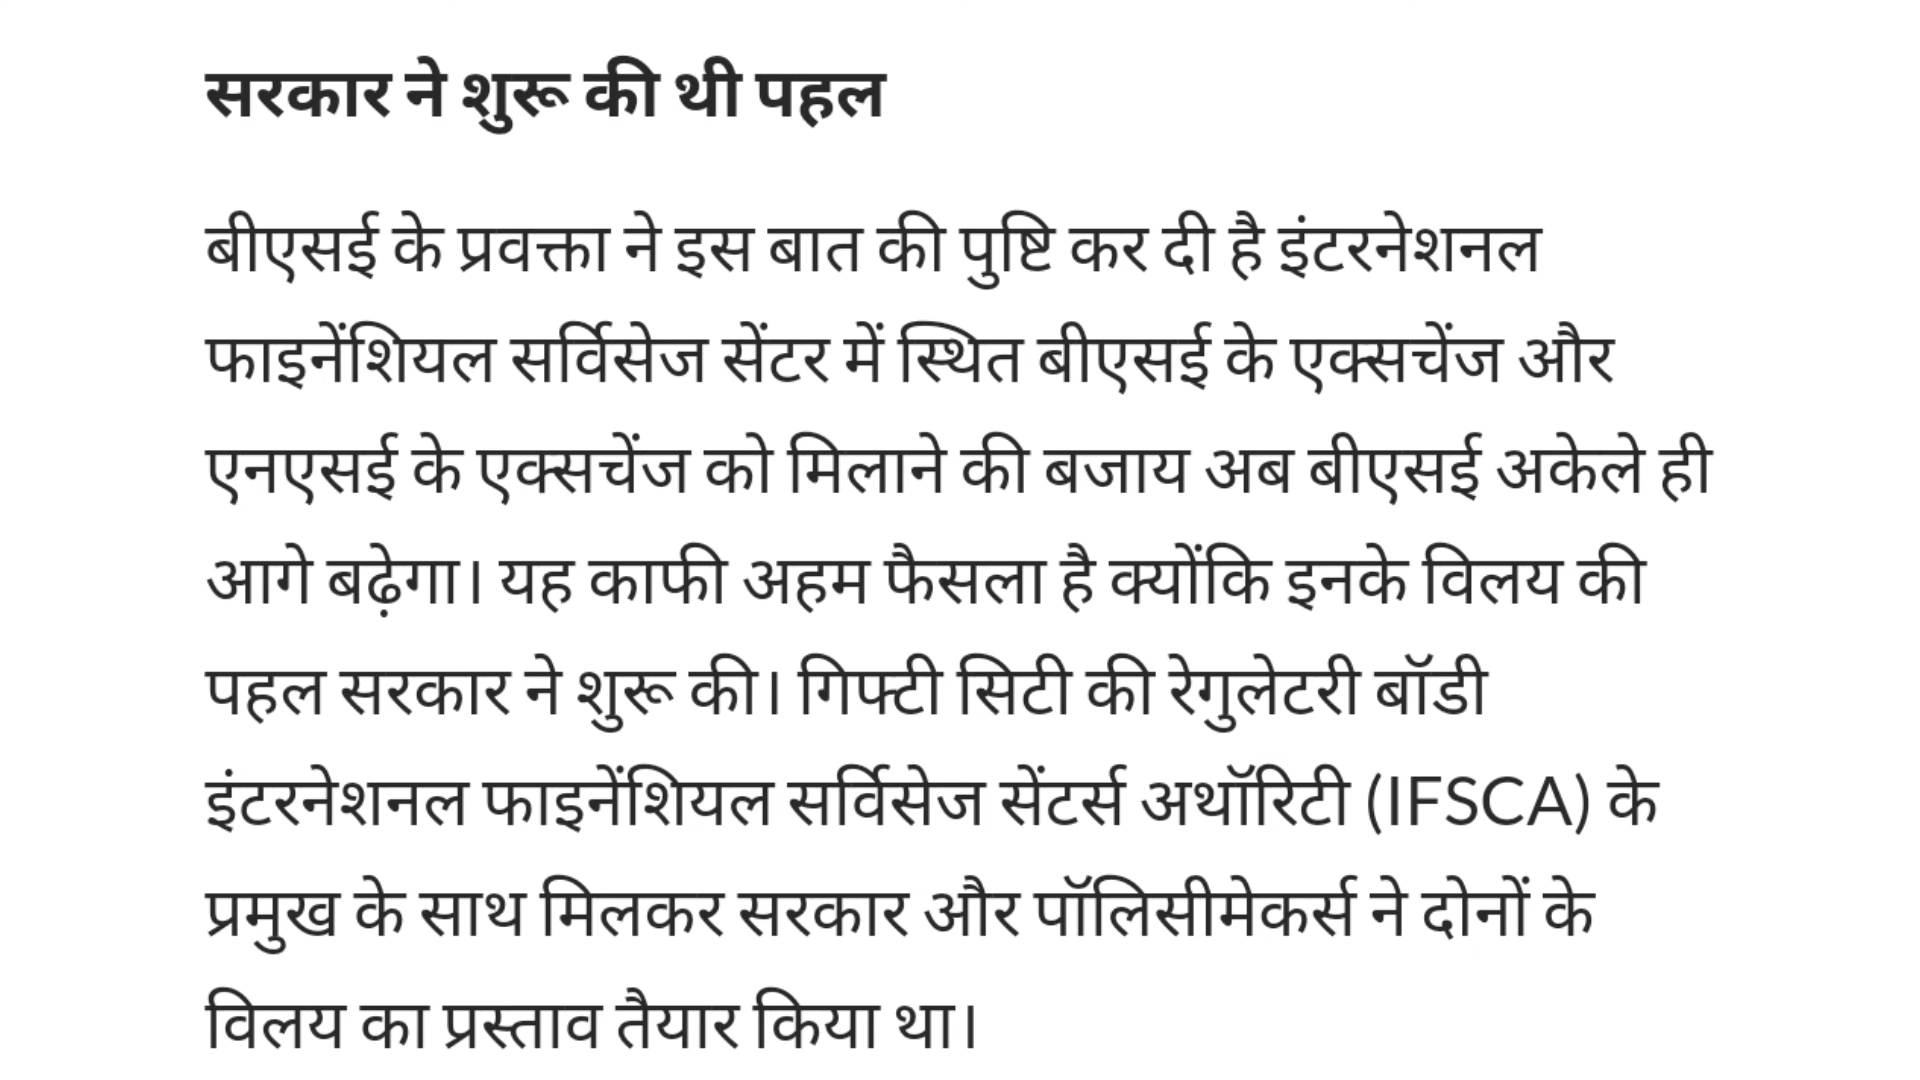 सरकार ने शुरू की थी पहल
बीएसई के प्रवक्ता ने इस बात की पुष्टि कर दी है इंटरनेशनल
फाइनेंशियल सर्विसेज सेंटर में स्थित बीएसई के एक्सचेंज और
एनएसई के एक्सचेंज को मिलाने की बजाय अब बीएसई अकेले ही
आगे बढ़ेगा। यह काफी अहम फैसला है क्योंकि इनके विलय की
पहल सरकार ने शुरू की। गिफ्टी सिटी की रेगुलेटरी बॉडी
इंटरनेशनल फाइनेंशियल सर्विसेज सेंटर्स अथॉरिटी (IFSCA) के
प्रमुख के साथ मिलकर सरकार और पॉलिसीमेकर्स ने दोनों के
विलय का प्रस्ताव तैयार किया था।